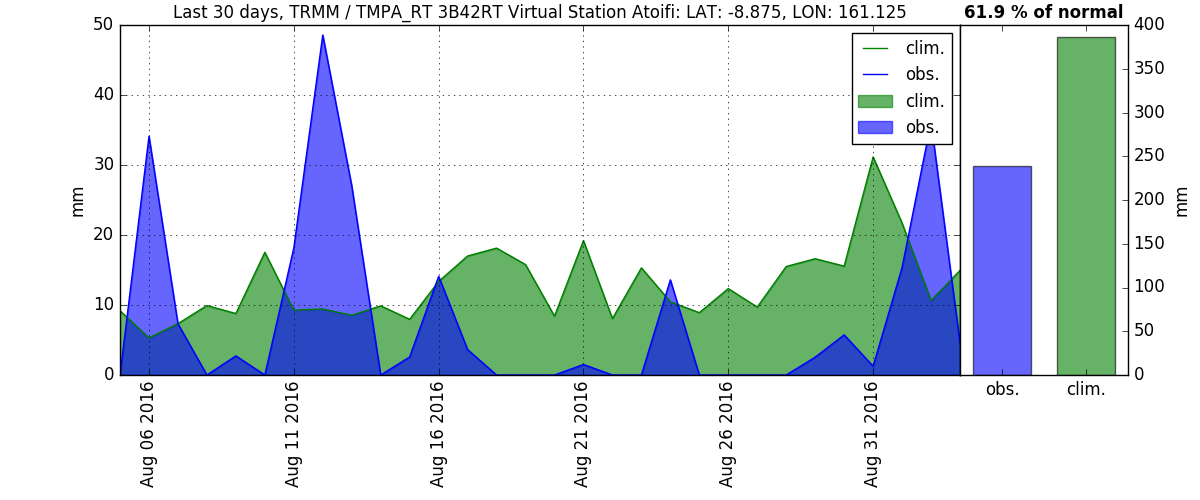 Last 30 days, TRMM / TMPA_RT 3B42RT Virtual Station Atoifi: LAT: -8.875, LON: 161.125
61.9 % of normal
50
40
30
20
10
0
mm
clim.
obs.
clim.
obs.
Aug 06 2016
Aug 11 2016
Aug 16 2016
Aug 21 2016
Aug 26 2016
Aug 31 2016
400
350
300
250
200
150
100
50
0
mm
obs.
clim.